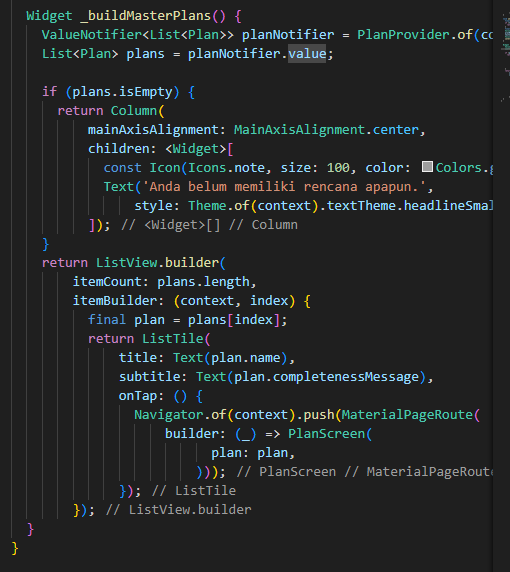 Widget _buildMasterPlans() {
ValueNotifier<List<Plan>> planNotifier = PlanProvider.of(co
List<Plan> plans = planNotifier.value;
if (plans.isEmpty) {
return Column(
mainAxisAlignment: MainAxisAlignment.center,
children: <Widget>[
const Icon(Icons.note, size: 100, color: Colors.g
Text('Anda belum memiliki rencana apapun.',
style: Theme.of(context).textTheme.headlineSmal
]); // <Widget>[] // Column
}
return ListView.builder(
itemCount: plans.length,
itemBuilder: (context, index) {
final plan = plans[index];
return ListTile(
title: Text(plan.name),
subtitle: Text(plan.completenessMessage),
onTap: () {
Navigator.of(context).push(MaterialPageRoute(
builder: (_) => PlanScreen(
plan: plan,
))); // PlanScreen // MaterialPageRoute
}); // ListTile
}); // ListView.builder
}
}